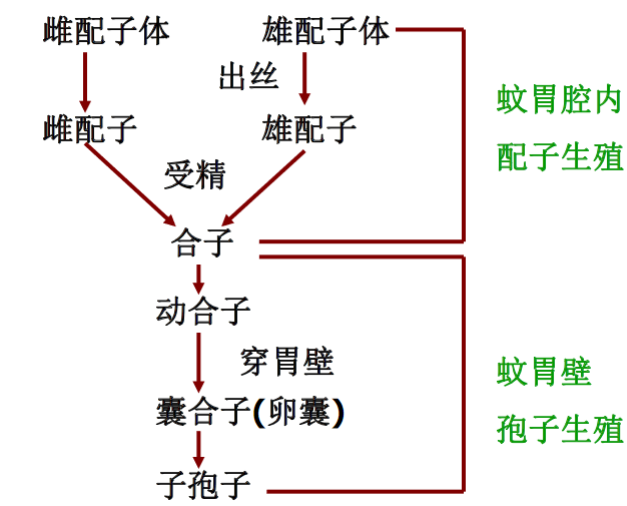 雌配子体 雄配子体
出丝
蚊胃腔内
雌配子 雄配子
配子生殖
受精
合子
动合子
穿胃壁
蚊胃壁
囊合子(卵囊)
孢子生殖
子孢子